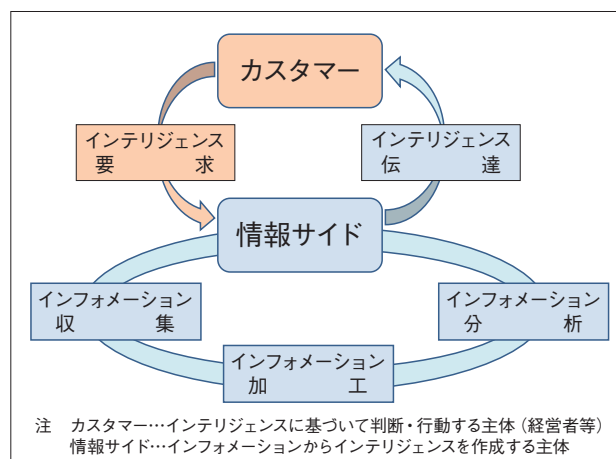 カスタマー
インテリジェンス
要　　　求
インテリジェンス
伝　　　達
情報サイド
インフォメーション
収　　　集
インフォメーション
分　　　析
インフォメーション
加　　　工
注　カスタマー…インテリジェンスに基づいて判断・行動する主体（経営者等）
情報サイド…インフォメーションからインテリジェンスを作成する主体